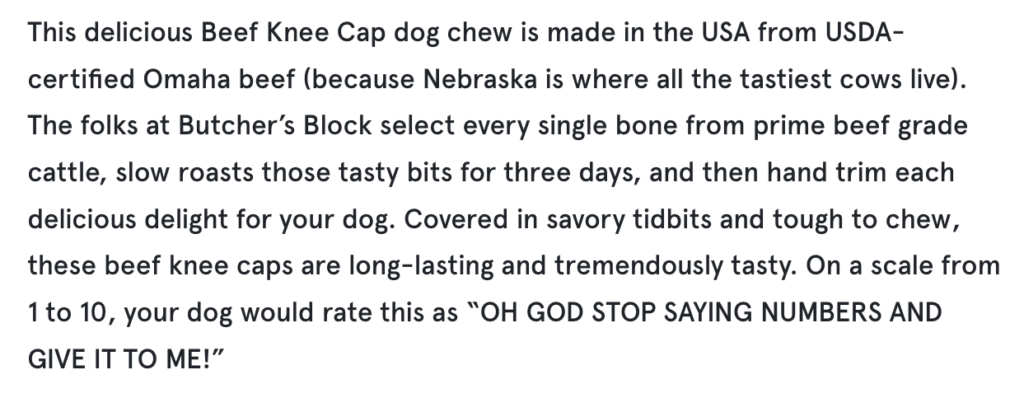 This delicious Beef Knee Cap dog chew is made in the USA from USDA-
certified Omaha beef (because Nebraska is where all the tastiest cows live).
The folks at Butcher’s Block select every single bone from prime beef grade
cattle, slow roasts those tasty bits for three days, and then hand trim each
delicious delight for your dog. Covered in savory tidbits and tough to chew,
these beef knee caps are long-lasting and tremendously tasty. On a scale from
1 to 10, your dog would rate this as “OH GOD STOP SAYING NUMBERS AND
GIVE IT TO ME!”